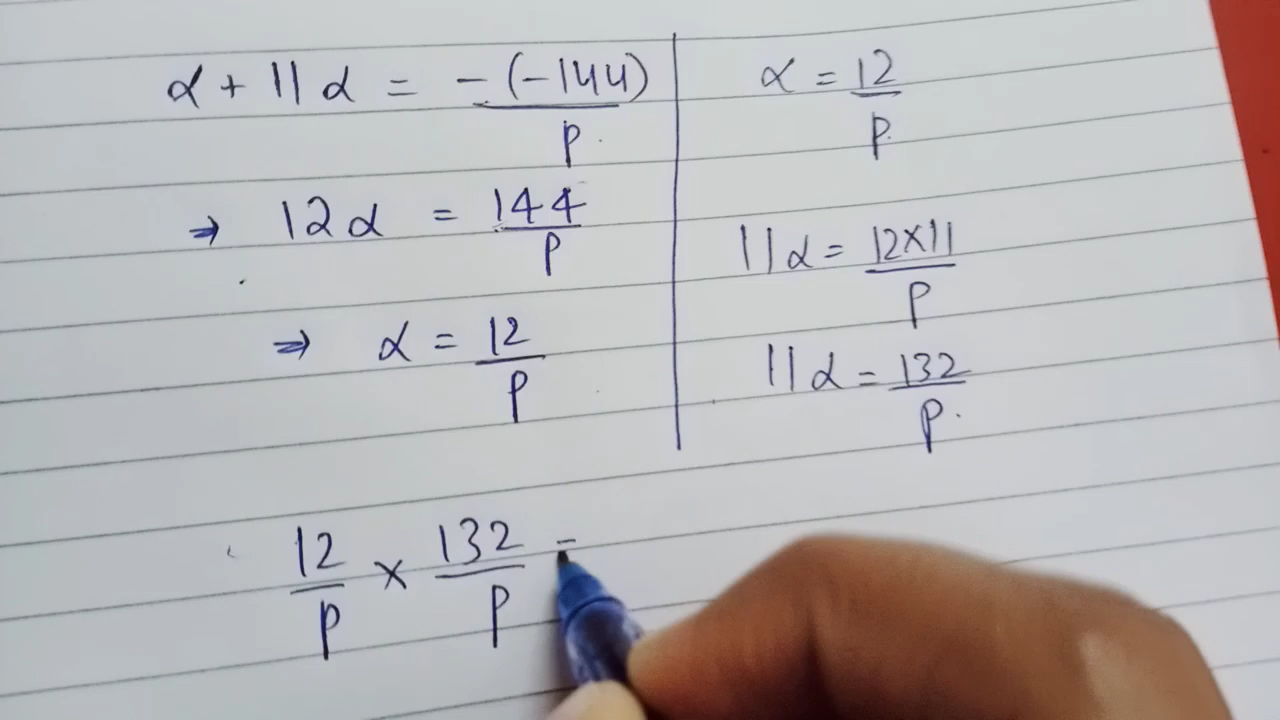 α + 11α = -(-144)/p
⇒ 12α = 144/p
⇒ α = 12/p
α = 12/p
11α = 12×11/p
11α = 132/p
12/p × 132/p =